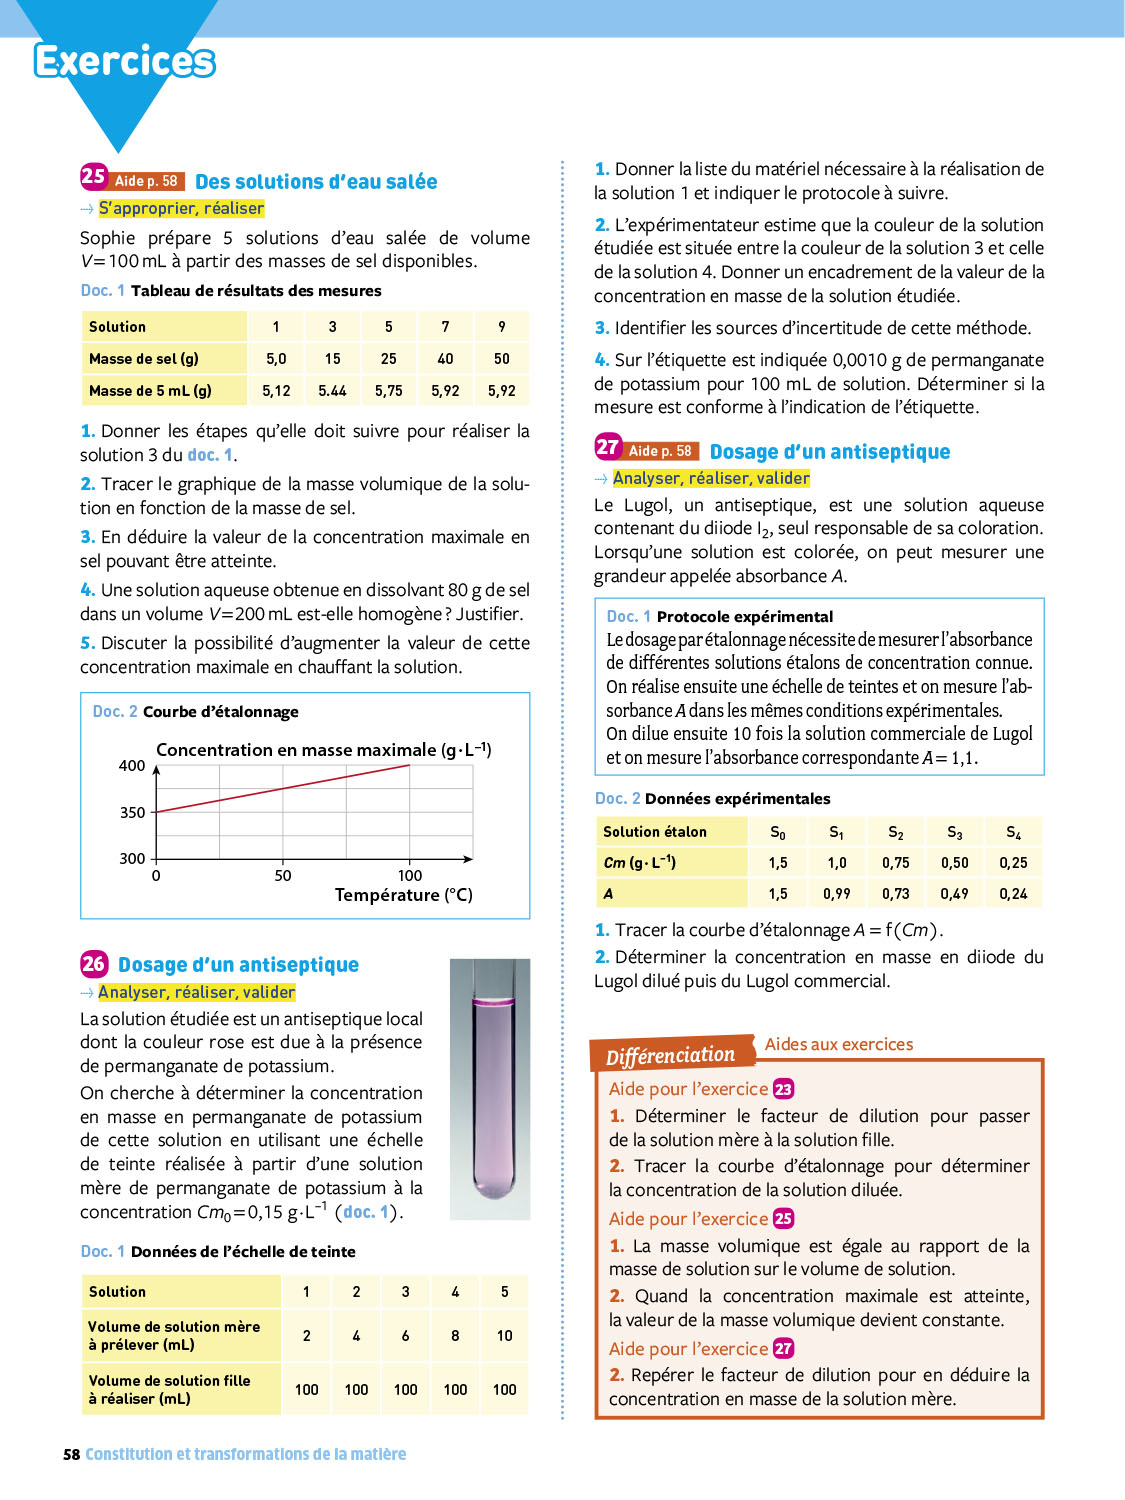 Exercices
25 Aide p. 58 Des solutions d'eau salée
→ S'approprier, réaliser
Sophie prépare 5 solutions d'eau salée de volume
V = 100 mL à partir des masses de sel disponibles.
Doc. 1 Tableau de résultats des mesures
Solution 1 3 5 7 9
Masse de sel (g) 5,0 15 25 40 50
Masse de 5 mL (g) 5,12 5.44 5,75 5,92 5,92
1. Donner les étapes qu'elle doit suivre pour réaliser la
solution 3 du doc. 1.
2. Tracer le graphique de la masse volumique de la solu-
tion en fonction de la masse de sel.
3. En déduire la valeur de la concentration maximale en
sel pouvant être atteinte.
4. Une solution aqueuse obtenue en dissolvant 80 g de sel
dans un volume V = 200 mL est-elle homogène ? Justifier.
5. Discuter la possibilité d'augmenter la valeur de cette
concentration maximale en chauffant la solution.
Doc. 2 Courbe d'étalonnage
Concentration en masse maximale (g·L⁻¹)
400
350
300
0 50 100
Température (°C)
26 Dosage d'un antiseptique
→ Analyser, réaliser, valider
La solution étudiée est un antiseptique local
dont la couleur rose est due à la présence
de permanganate de potassium.
On cherche à déterminer la concentration
en masse en permanganate de potassium
de cette solution en utilisant une échelle
de teinte réalisée à partir d'une solution
mère de permanganate de potassium à la
concentration Cm₀ = 0,15 g·L⁻¹ (doc. 1).
Doc. 1 Données de l'échelle de teinte
Solution 1 2 3 4 5
Volume de solution mère
à prélever (mL) 2 4 6 8 10
Volume de solution fille
à réaliser (mL) 100 100 100 100 100
1. Donner la liste du matériel nécessaire à la réalisation de
la solution 1 et indiquer le protocole à suivre.
2. L'expérimentateur estime que la couleur de la solution
étudiée est située entre la couleur de la solution 3 et celle
de la solution 4. Donner un encadrement de la valeur de la
concentration en masse de la solution étudiée.
3. Identifier les sources d'incertitude de cette méthode.
4. Sur l'étiquette est indiquée 0,0010 g de permanganate
de potassium pour 100 mL de solution. Déterminer si la
mesure est conforme à l'indication de l'étiquette.
27 Aide p. 58 Dosage d'un antiseptique
→ Analyser, réaliser, valider
Le Lugol, un antiseptique, est une solution aqueuse
contenant du diiode I₂, seul responsable de sa coloration.
Lorsqu'une solution est colorée, on peut mesurer une
grandeur appelée absorbance A.
Doc. 1 Protocole expérimental
Le dosage par étalonnage nécessite de mesurer l'absorbance
de différentes solutions étalons de concentration connue.
On réalise ensuite une échelle de teintes et on mesure l'ab-
sorbance A dans les mêmes conditions expérimentales.
On dilue ensuite 10 fois la solution commerciale de Lugol
et on mesure l'absorbance correspondante A = 1,1.
Doc. 2 Données expérimentales
Solution étalon S₀ S₁ S₂ S₃ S₄
Cm (g·L⁻¹) 1,5 1,0 0,75 0,50 0,25
A 1,5 0,99 0,73 0,49 0,24
1. Tracer la courbe d'étalonnage A = f(Cm).
2. Déterminer la concentration en masse en diiode du
Lugol dilué puis du Lugol commercial.
Différenciation Aides aux exercices
Aide pour l'exercice 23
1. Déterminer le facteur de dilution pour passer
de la solution mère à la solution fille.
2. Tracer la courbe d'étalonnage pour déterminer
la concentration de la solution diluée.
Aide pour l'exercice 25
1. La masse volumique est égale au rapport de la
masse de solution sur le volume de solution.
2. Quand la concentration maximale est atteinte,
la valeur de la masse volumique devient constante.
Aide pour l'exercice 27
2. Repérer le facteur de dilution pour en déduire la
concentration en masse de la solution mère.
58 Constitution et transformations de la matière